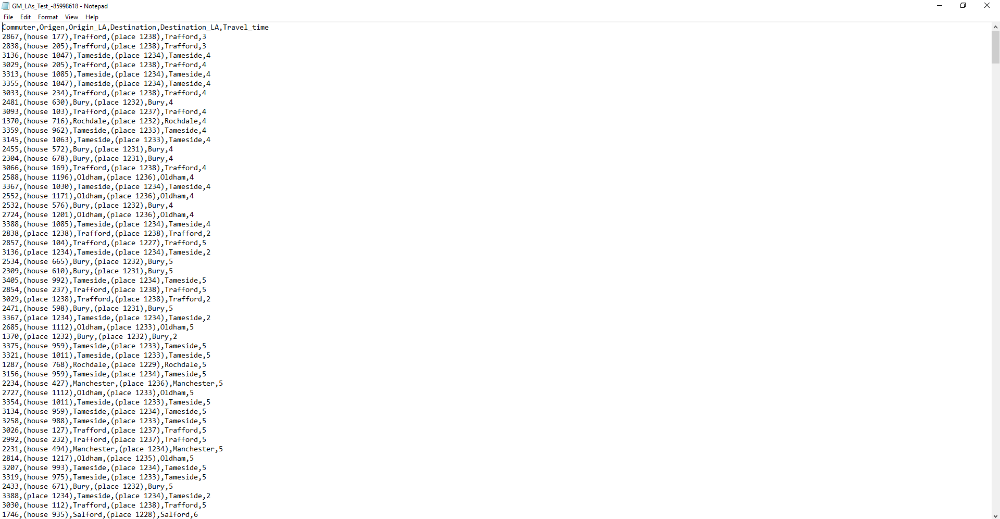 GM_LAs_Test_-85998618 - Notepad
File Edit Format View Help
Commuter,Origen,Origin_LA,Destination,Destination_LA,Travel_time
2867,(house 177),Trafford,(place 1238),Trafford,3
2838,(house 205),Trafford,(place 1238),Trafford,3
3136,(house 1047),Tameside,(place 1234),Tameside,4
3029,(house 205),Trafford,(place 1238),Trafford,4
3313,(house 1085),Tameside,(place 1234),Tameside,4
3355,(house 1047),Tameside,(place 1234),Tameside,4
3033,(house 234),Trafford,(place 1238),Trafford,4
2481,(house 630),Bury,(place 1232),Bury,4
3093,(house 103),Trafford,(place 1237),Trafford,4
1370,(house 716),Rochdale,(place 1232),Rochdale,4
3359,(house 962),Tameside,(place 1233),Tameside,4
3145,(house 1063),Tameside,(place 1233),Tameside,4
2455,(house 572),Bury,(place 1231),Bury,4
2304,(house 678),Bury,(place 1231),Bury,4
3066,(house 169),Trafford,(place 1238),Trafford,4
2588,(house 1196),Oldham,(place 1236),Oldham,4
3367,(house 1030),Tameside,(place 1234),Tameside,4
2552,(house 1171),Oldham,(place 1236),Oldham,4
2532,(house 576),Bury,(place 1232),Bury,4
2724,(house 1201),Oldham,(place 1236),Oldham,4
3388,(house 1085),Tameside,(place 1234),Tameside,4
2838,(place 1238),Trafford,(place 1238),Trafford,2
2857,(house 104),Trafford,(place 1227),Trafford,5
3136,(place 1234),Tameside,(place 1234),Tameside,2
2534,(house 665),Bury,(place 1232),Bury,5
2309,(house 610),Bury,(place 1231),Bury,5
3405,(house 992),Tameside,(place 1234),Tameside,5
2854,(house 237),Trafford,(place 1238),Trafford,5
3029,(place 1238),Trafford,(place 1238),Trafford,2
2471,(house 598),Bury,(place 1231),Bury,5
3367,(place 1234),Tameside,(place 1234),Tameside,2
2685,(house 1112),Oldham,(place 1233),Oldham,5
1370,(place 1232),Bury,(place 1232),Bury,2
3375,(house 959),Tameside,(place 1233),Tameside,5
3321,(house 1011),Tameside,(place 1233),Tameside,5
1287,(house 768),Rochdale,(place 1229),Rochdale,5
3156,(house 959),Tameside,(place 1234),Tameside,5
2234,(house 427),Manchester,(place 1236),Manchester,5
2727,(house 1112),Oldham,(place 1233),Oldham,5
3354,(house 1011),Tameside,(place 1233),Tameside,5
3134,(house 959),Tameside,(place 1234),Tameside,5
3258,(house 988),Tameside,(place 1233),Tameside,5
3026,(house 127),Trafford,(place 1237),Trafford,5
2992,(house 232),Trafford,(place 1237),Trafford,5
2231,(house 494),Manchester,(place 1234),Manchester,5
2814,(house 1217),Oldham,(place 1235),Oldham,5
3207,(house 993),Tameside,(place 1234),Tameside,5
3319,(house 975),Tameside,(place 1233),Tameside,5
2433,(house 671),Bury,(place 1232),Bury,5
3388,(place 1234),Tameside,(place 1234),Tameside,2
3030,(house 112),Trafford,(place 1238),Trafford,5
1746,(house 935),Salford,(place 1228),Salford,6